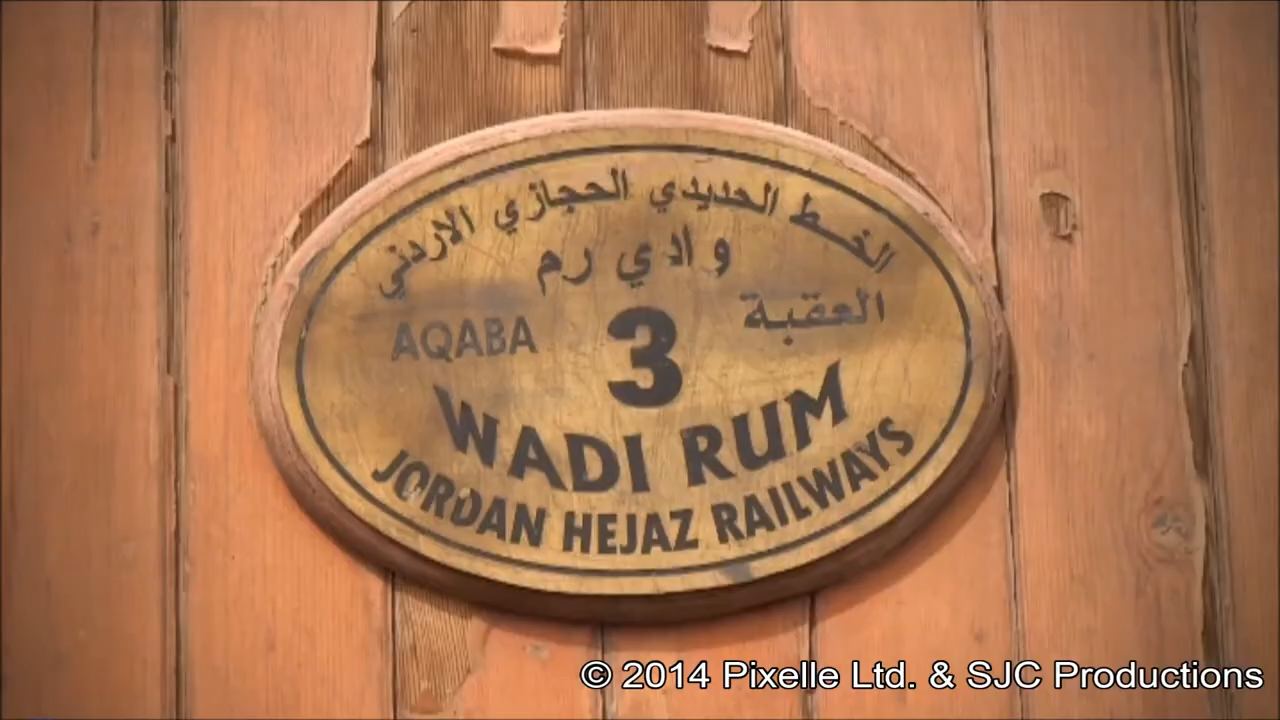 الخط الحديدي الحجازي الاردني
وادي رم
العقبة
AQABA
3
WADI RUM
JORDAN HEJAZ RAILWAYS
© 2014 Pixelle Ltd. & SJC Productions